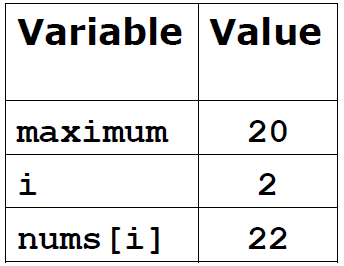 Variable Value
maximum 20
i 2
nums[i] 22